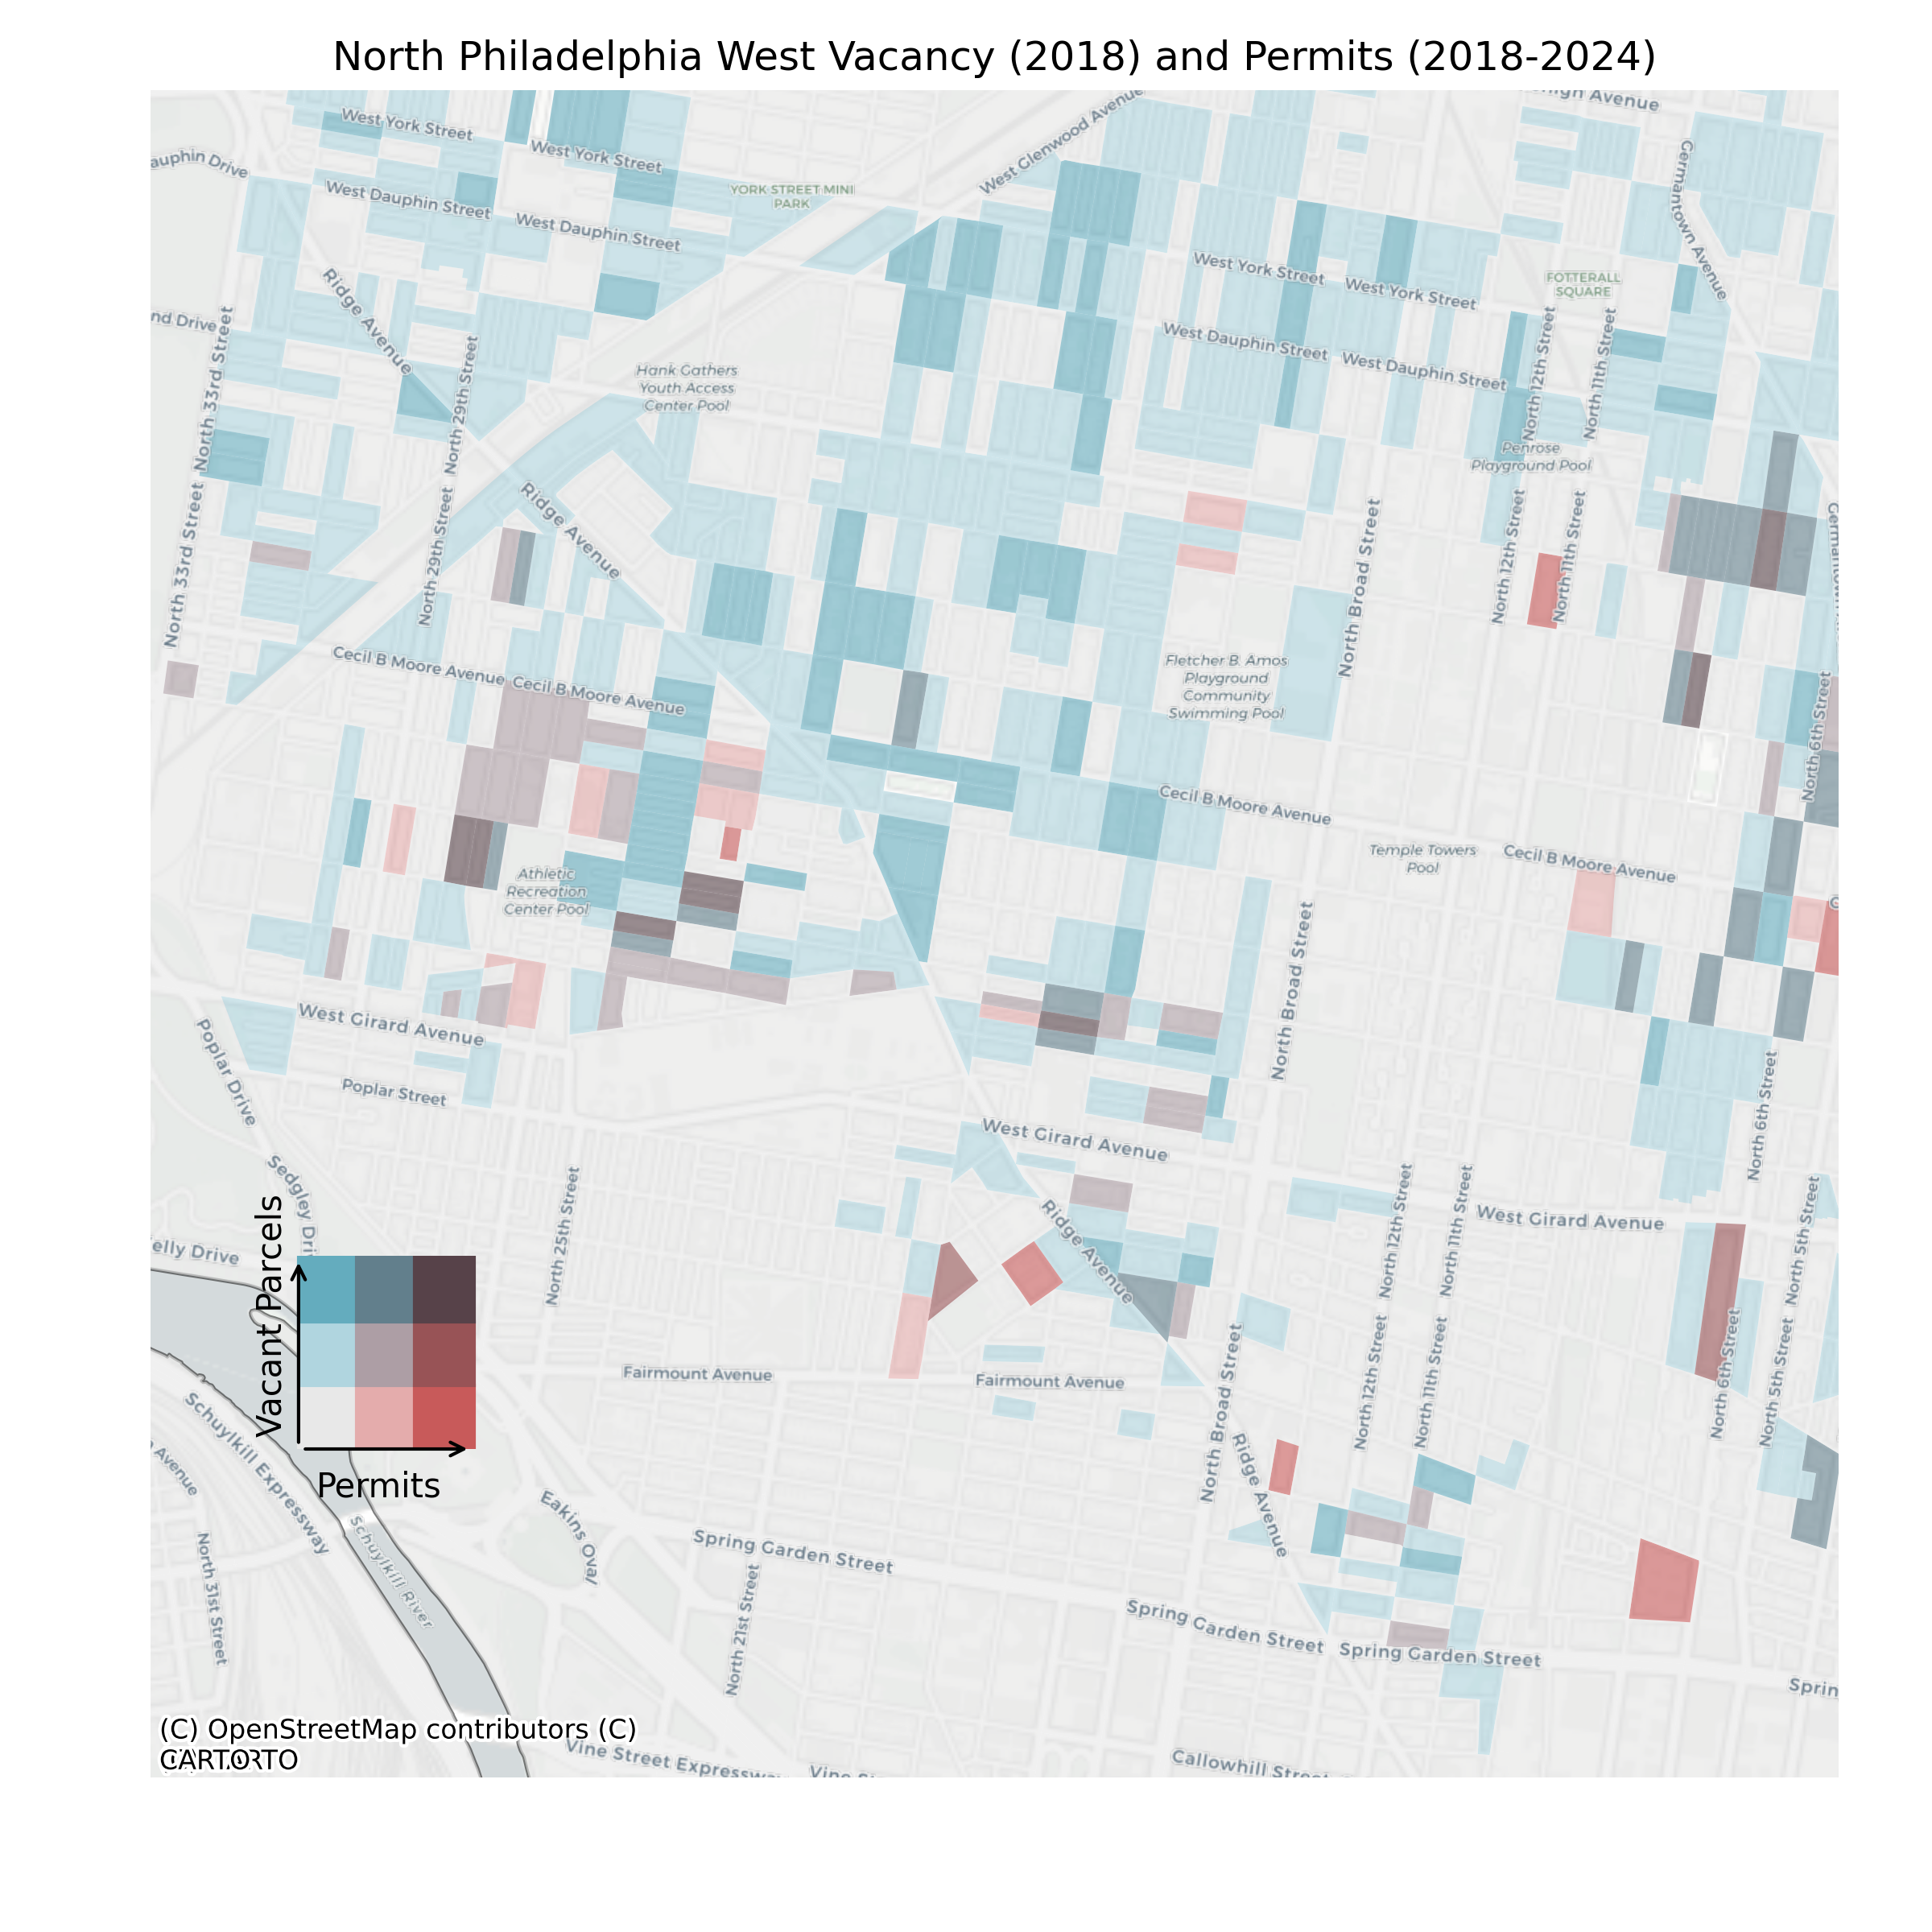 North Philadelphia West Vacancy (2018) and Permits (2018-2024)
West York Street
West York Street
West Glenwood Avenue
Avenue
Germantown Avenue
auphin Drive
West Dauphin Street
West Dauphin Street
YORK STREET MINI
PARK
West York Street
West York Street
FOTTERALL
SQUARE
Ridge Avenue
nd Drive
North 33rd Street
North 29th Street
West Dauphin Street
West Dauphin Street
North 12th Street
North 11th Street
Hank Gathers
Youth Access
Center Pool
Penrose
Playground Pool
North 33rd Street
North 29th Street
Ridge Avenue
North Broad Street
North 12th Street
North 11th Street
Cecil B Moore Avenue
Cecil B Moore Avenue
Fletcher B. Amos
Playground
Community
Swimming Pool
North 6th Street
Cecil B Moore Avenue
Temple Towers
Pool
Cecil B Moore Avenue
Athletic
Recreation
Center Pool
North Broad Street
West Girard Avenue
Poplar Drive
Poplar Street
West Girard Avenue
North 6th Street
Sedgley Dri
North 25th Street
Ridge Avenue
North 12th Street
North 11th Street
West Girard Avenue
North 5th Street
elly Drive
Vacant Parcels
Permits
Fairmount Avenue
Fairmount Avenue
North Broad Street
North 12th Street
North 11th Street
North 6th Street
North 5th Street
Schuylkill Expressway
Avenue
Ridge Avenue
Eakins Oval
Schuylkill River
North 31st Street
Spring Garden Street
North 21st Street
Spring Garden Street
Spring Garden Street
Sprin
(C) OpenStreetMap contributors (C)
CARTO
Vine Street Expressway
Vine
Callowhill Street